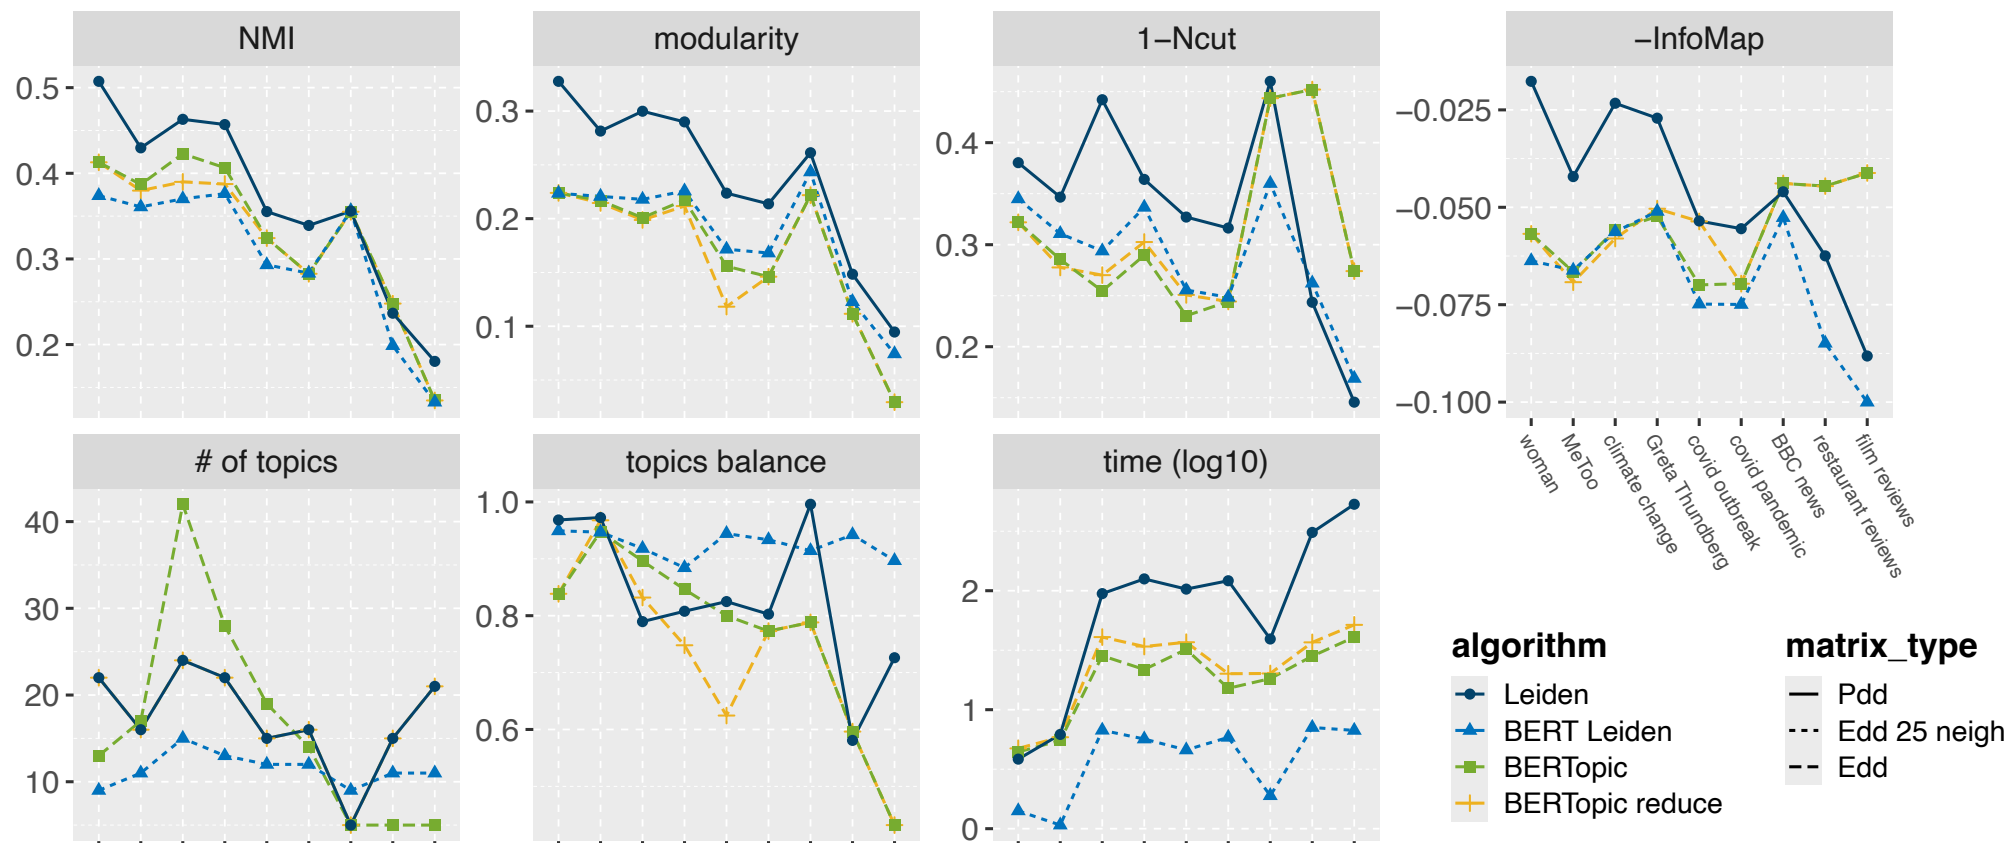 NMI
modularity
1−Ncut
−InfoMap
0.5
0.4
0.3
0.2
0.3
0.2
0.1
0.4
0.3
0.2
−0.025
−0.050
−0.075
−0.100
woman
MeToo
climate change
Greta Thundberg
covid outbreak
covid pandemic
BBC news
restaurant reviews
film reviews
# of topics
topics balance
time (log10)
40
30
20
10
1.0
0.8
0.6
2
1
0
algorithm
Leiden
BERT Leiden
BERTopic
BERTopic reduce
matrix_type
Pdd
Edd 25 neigh
Edd